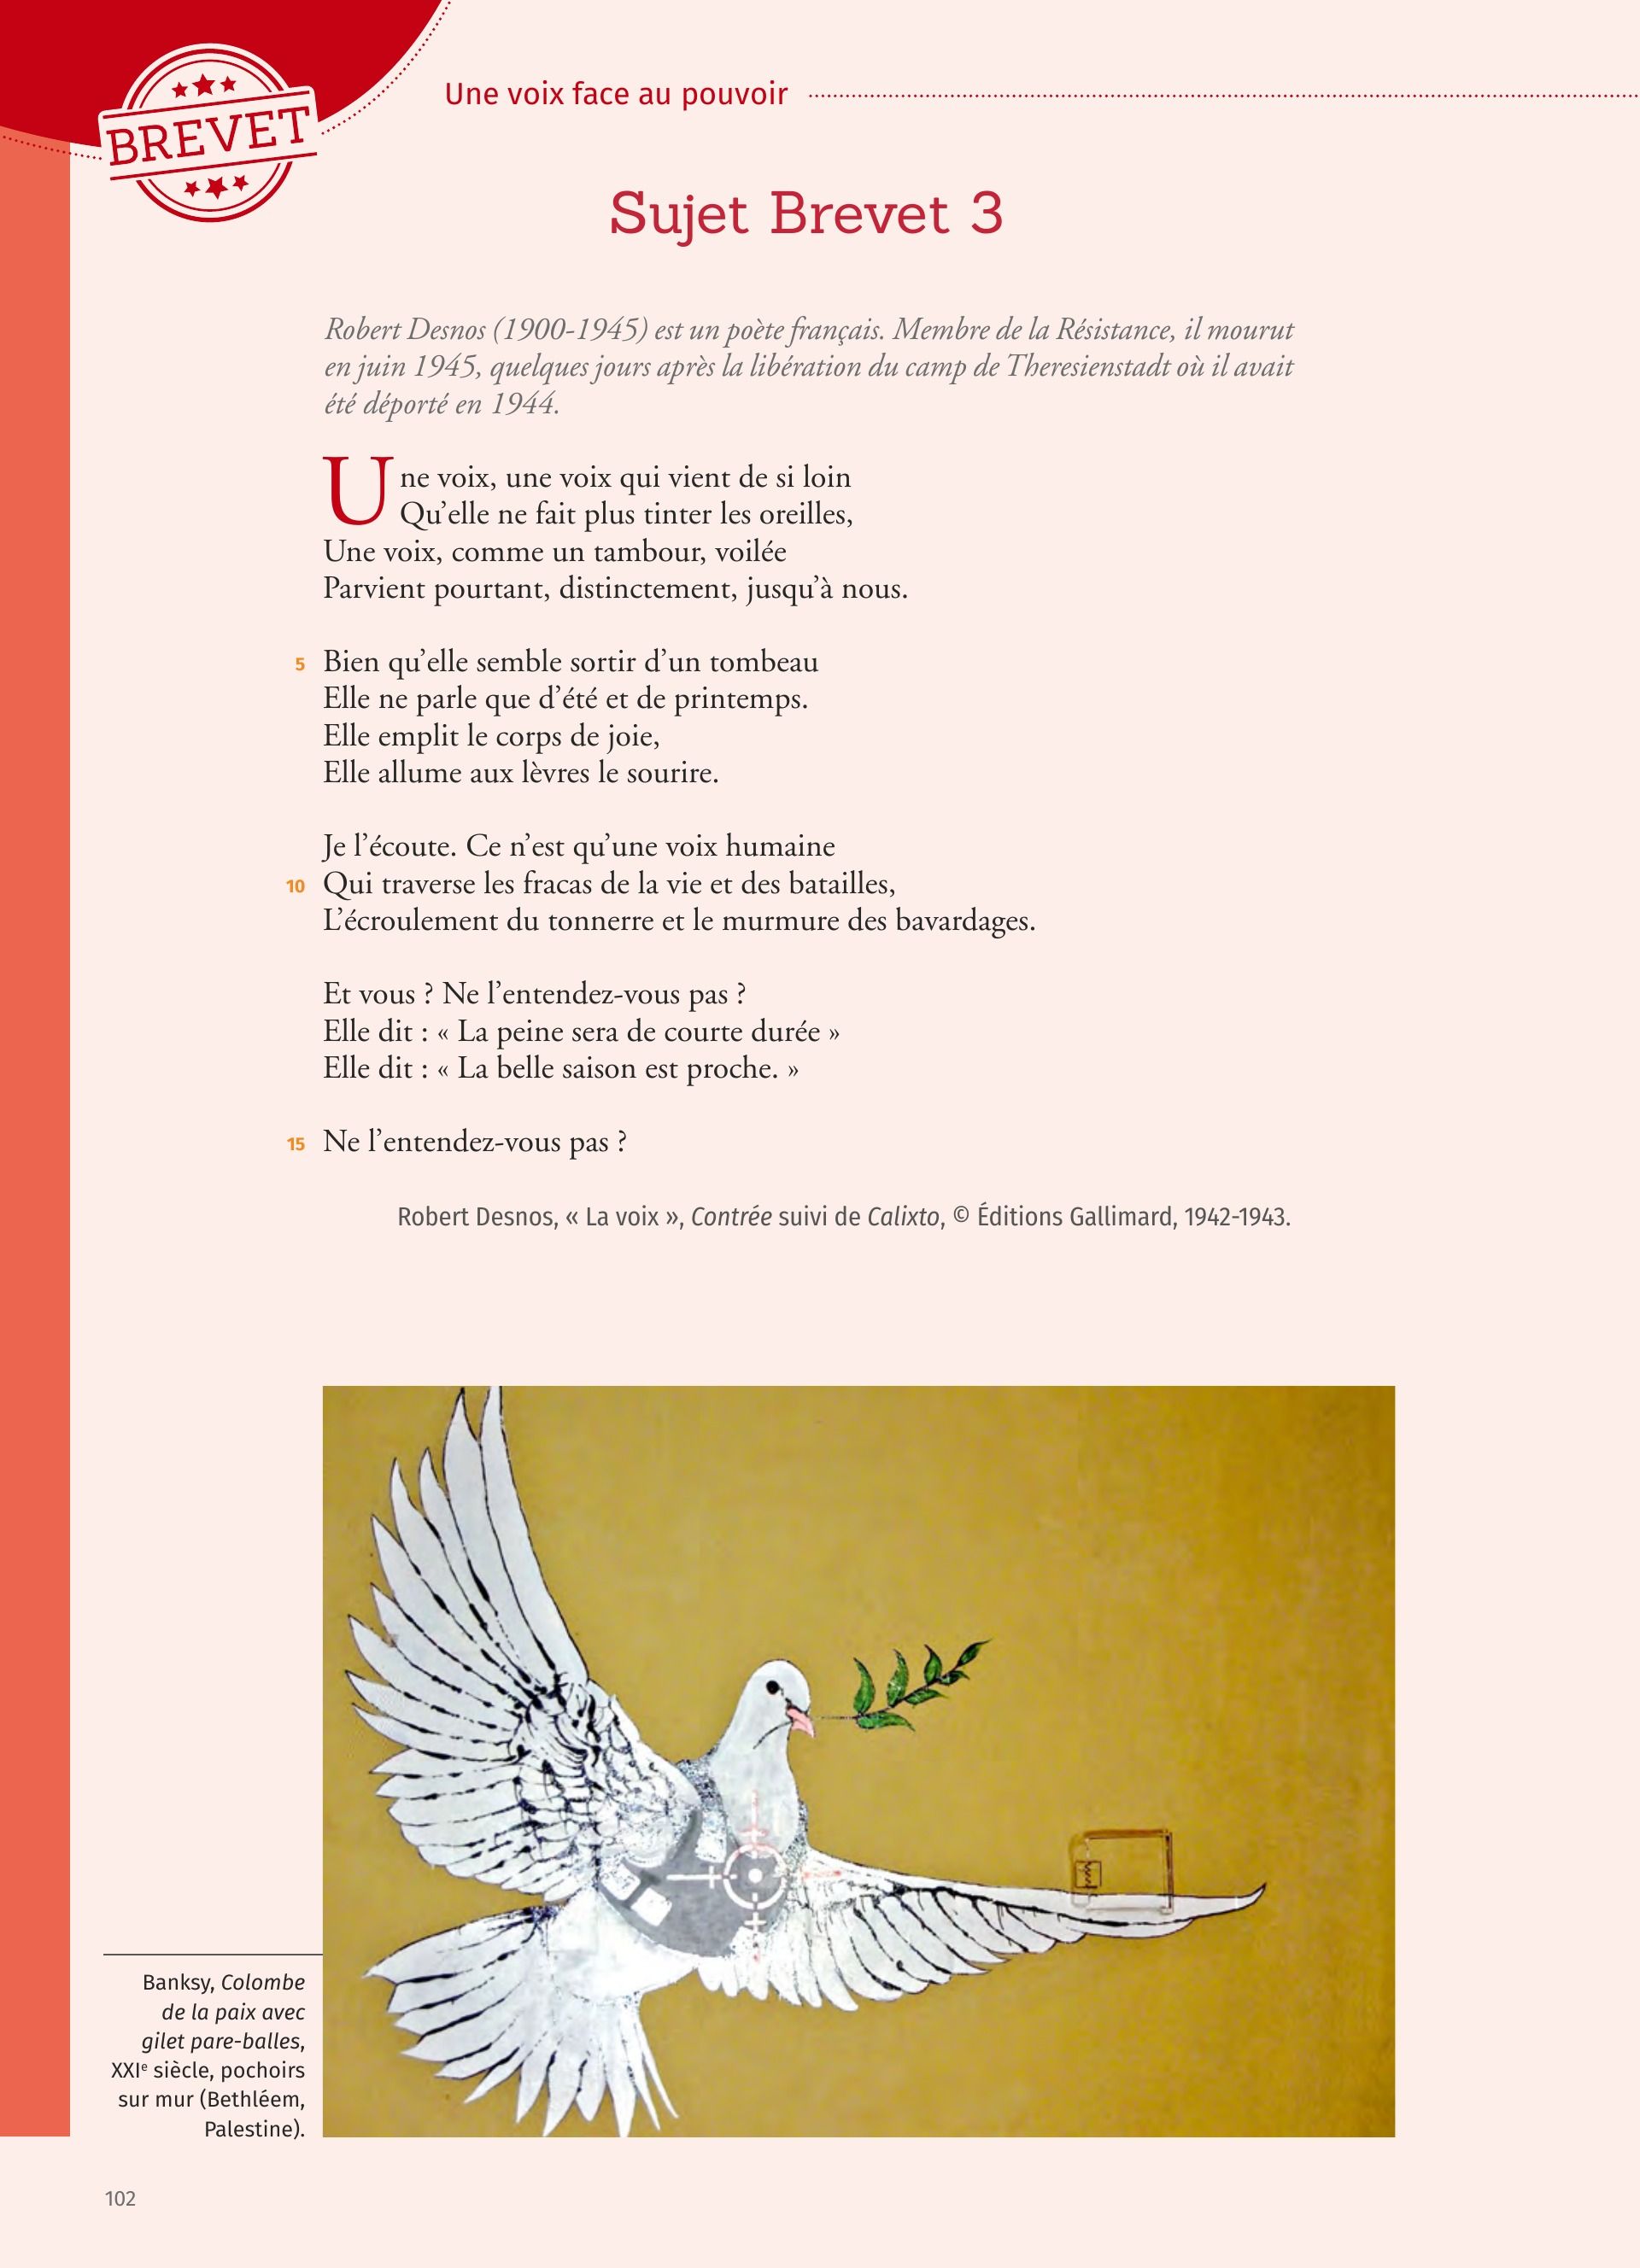 BREVET
Une voix face au pouvoir
Sujet Brevet 3
Robert Desnos (1900-1945) est un poète français. Membre de la Résistance, il mourut
en juin 1945, quelques jours après la libération du camp de Theresienstadt où il avait
été déporté en 1944.
Une voix, une voix qui vient de si loin
Qu’elle ne fait plus tinter les oreilles,
Une voix, comme un tambour, voilée
Parvient pourtant, distinctement, jusqu’à nous.
5 Bien qu’elle semble sortir d’un tombeau
Elle ne parle que d’été et de printemps.
Elle emplit le corps de joie,
Elle allume aux lèvres le sourire.
Je l’écoute. Ce n’est qu’une voix humaine
10 Qui traverse les fracas de la vie et des batailles,
L’écroulement du tonnerre et le murmure des bavardages.
Et vous ? Ne l’entendez-vous pas ?
Elle dit : « La peine sera de courte durée »
Elle dit : « La belle saison est proche. »
15 Ne l’entendez-vous pas ?
Robert Desnos, « La voix », Contrée suivi de Calixto, © Éditions Gallimard, 1942-1943.
Banksy, Colombe
de la paix avec
gilet pare-balles,
XXIe siècle, pochoirs
sur mur (Bethléem,
Palestine).
102